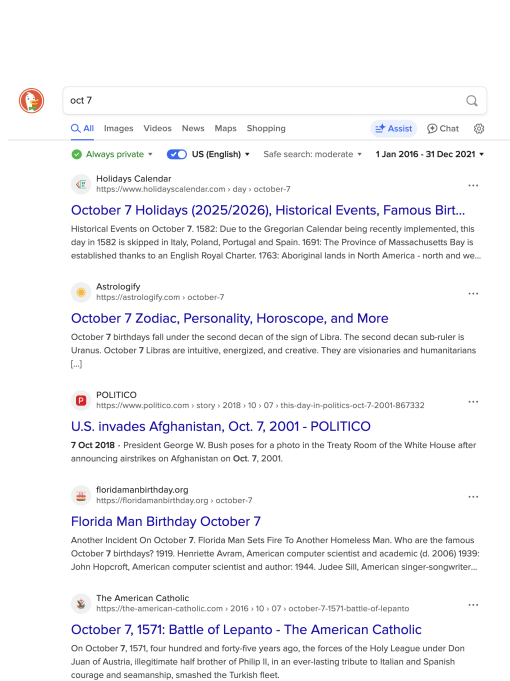 oct 7
All Images Videos News Maps Shopping Assist Chat
Always private US (English) Safe search: moderate 1 Jan 2016 - 31 Dec 2021
Holidays Calendar
https://www.holidayscalendar.com › day › october-7
October 7 Holidays (2025/2026), Historical Events, Famous Birt...
Historical Events on October 7. 1582: Due to the Gregorian Calendar being recently implemented, this
day in 1582 is skipped in Italy, Poland, Portugal and Spain. 1691: The Province of Massachusetts Bay is
established thanks to an English Royal Charter. 1763: Aboriginal lands in North America - north and we...
Astrologify
https://astrologify.com › october-7
October 7 Zodiac, Personality, Horoscope, and More
October 7 birthdays fall under the second decan of the sign of Libra. The second decan sub-ruler is
Uranus. October 7 Libras are intuitive, energized, and creative. They are visionaries and humanitarians
[...]
POLITICO
https://www.politico.com › story › 2018 › 10 › 07 › this-day-in-politics-oct-7-2001-867332
U.S. invades Afghanistan, Oct. 7, 2001 - POLITICO
7 Oct 2018 · President George W. Bush poses for a photo in the Treaty Room of the White House after
announcing airstrikes on Afghanistan on Oct. 7, 2001.
floridamanbirthday.org
https://floridamanbirthday.org › october-7
Florida Man Birthday October 7
Another Incident On October 7. Florida Man Sets Fire To Another Homeless Man. Who are the famous
October 7 birthdays? 1919. Henriette Avram, American computer scientist and academic (d. 2006) 1939:
John Hopcroft, American computer scientist and author: 1944. Judee Sill, American singer-songwriter...
The American Catholic
https://the-american-catholic.com › 2016 › 10 › 07 › october-7-1571-battle-of-lepanto
October 7, 1571: Battle of Lepanto - The American Catholic
On October 7, 1571, four hundred and forty-five years ago, the forces of the Holy League under Don
Juan of Austria, illegitimate half brother of Philip II, in an ever-lasting tribute to Italian and Spanish
courage and seamanship, smashed the Turkish fleet.